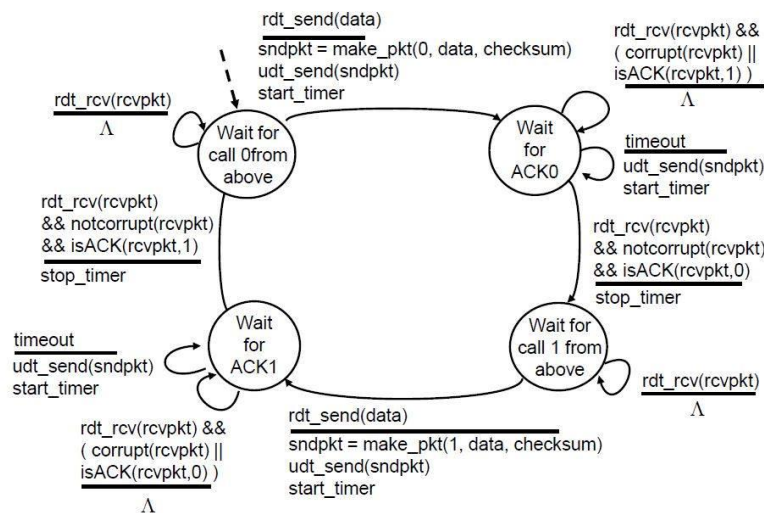 rdt_send(data)
sndpkt = make_pkt(0, data, checksum)
udt_send(sndpkt)
start_timer
rdt_rcv(rcvpkt) &&
( corrupt(rcvpkt) ||
isACK(rcvpkt,1) )
Λ
rdt_rcv(rcvpkt)
Λ
Wait for
call 0from
above
Wait
for
ACK0
timeout
udt_send(sndpkt)
start_timer
rdt_rcv(rcvpkt)
&& notcorrupt(rcvpkt)
&& isACK(rcvpkt,1)
stop_timer
rdt_rcv(rcvpkt)
&& notcorrupt(rcvpkt)
&& isACK(rcvpkt,0)
stop_timer
timeout
udt_send(sndpkt)
start_timer
Wait
for
ACK1
Wait for
call 1 from
above
rdt_rcv(rcvpkt)
Λ
rdt_rcv(rcvpkt) &&
( corrupt(rcvpkt) ||
isACK(rcvpkt,0) )
Λ
rdt_send(data)
sndpkt = make_pkt(1, data, checksum)
udt_send(sndpkt)
start_timer